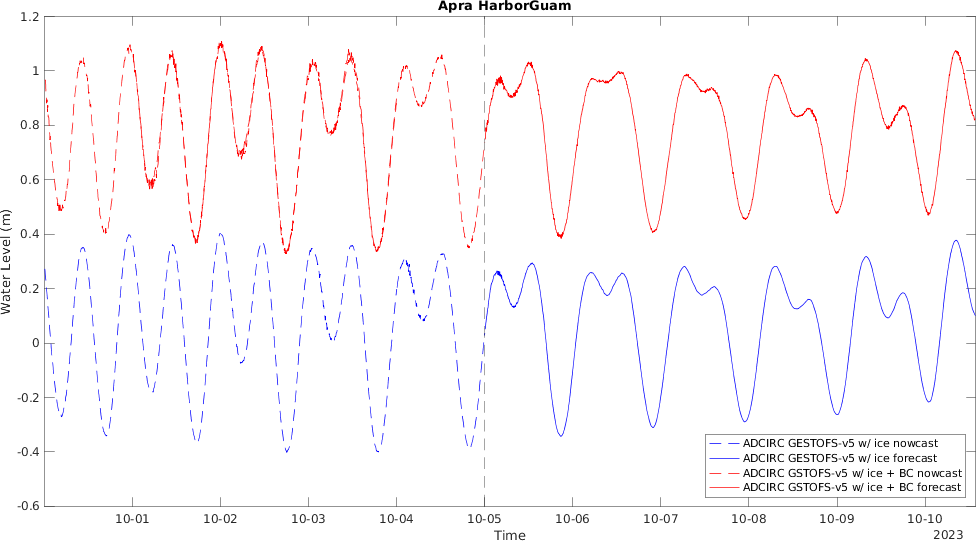 Apra HarborGuam
1.2
1
0.8
0.6
0.4
0.2
0
-0.2
-0.4
-0.6
Water Level (m)
10-01 10-02 10-03 10-04 10-05 10-06 10-07 10-08 10-09 10-10
Time
2023
ADCIRC GESTOFS-v5 w/ ice nowcast
ADCIRC GESTOFS-v5 w/ ice forecast
ADCIRC GSTOFS-v5 w/ ice + BC nowcast
ADCIRC GSTOFS-v5 w/ ice + BC forecast